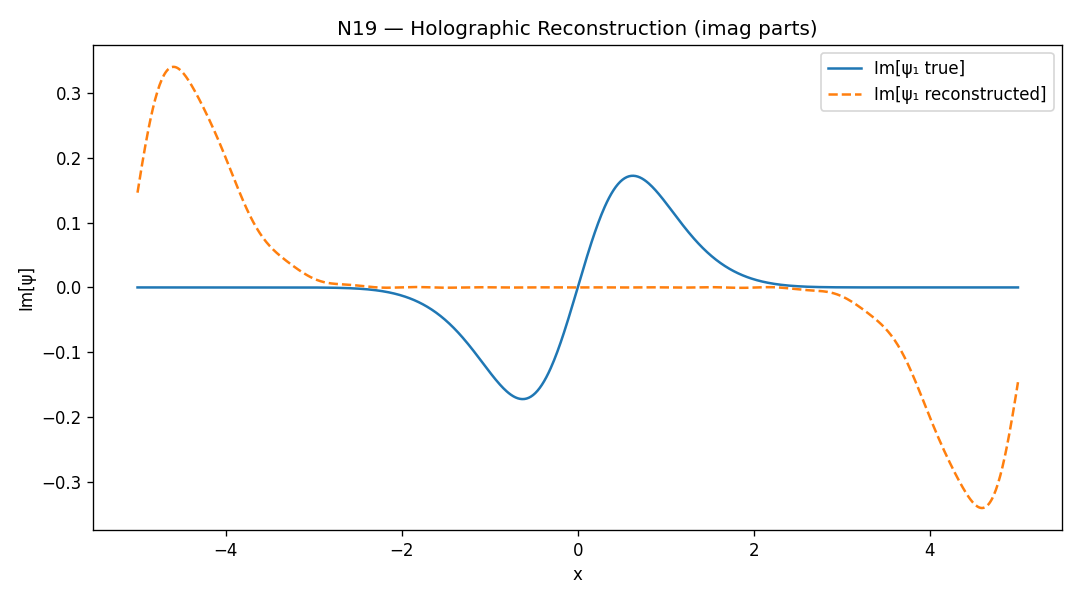 N19 — Holographic Reconstruction (imag parts)
Im[ψ₁ true]
Im[ψ₁ reconstructed]
Im[ψ]
0.3
0.2
0.1
0.0
−0.1
−0.2
−0.3
−4
−2
0
2
4
x